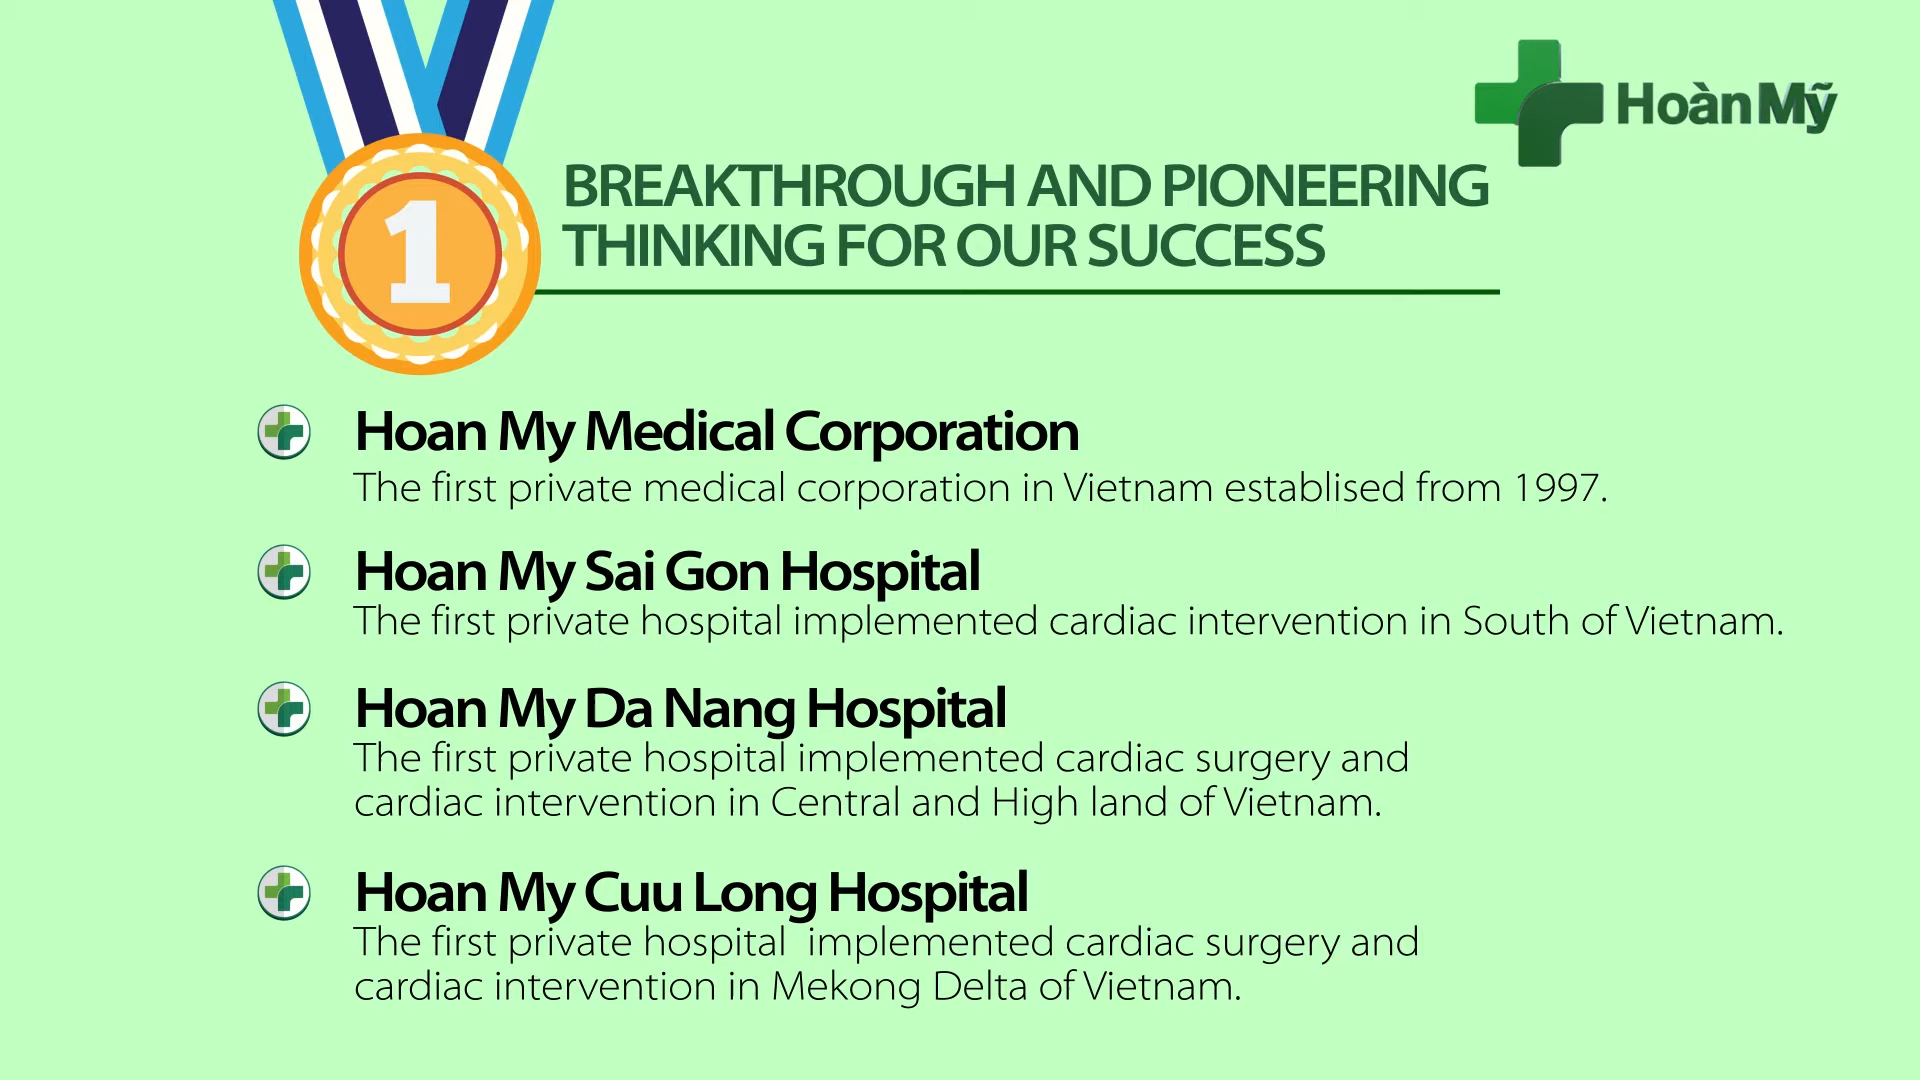 Hoàn Mỹ
1
BREAKTHROUGH AND PIONEERING
THINKING FOR OUR SUCCESS
Hoan My Medical Corporation
The first private medical corporation in Vietnam establised from 1997.
Hoan My Sai Gon Hospital
The first private hospital implemented cardiac intervention in South of Vietnam.
Hoan My Da Nang Hospital
The first private hospital implemented cardiac surgery and
cardiac intervention in Central and High land of Vietnam.
Hoan My Cuu Long Hospital
The first private hospital  implemented cardiac surgery and
cardiac intervention in Mekong Delta of Vietnam.